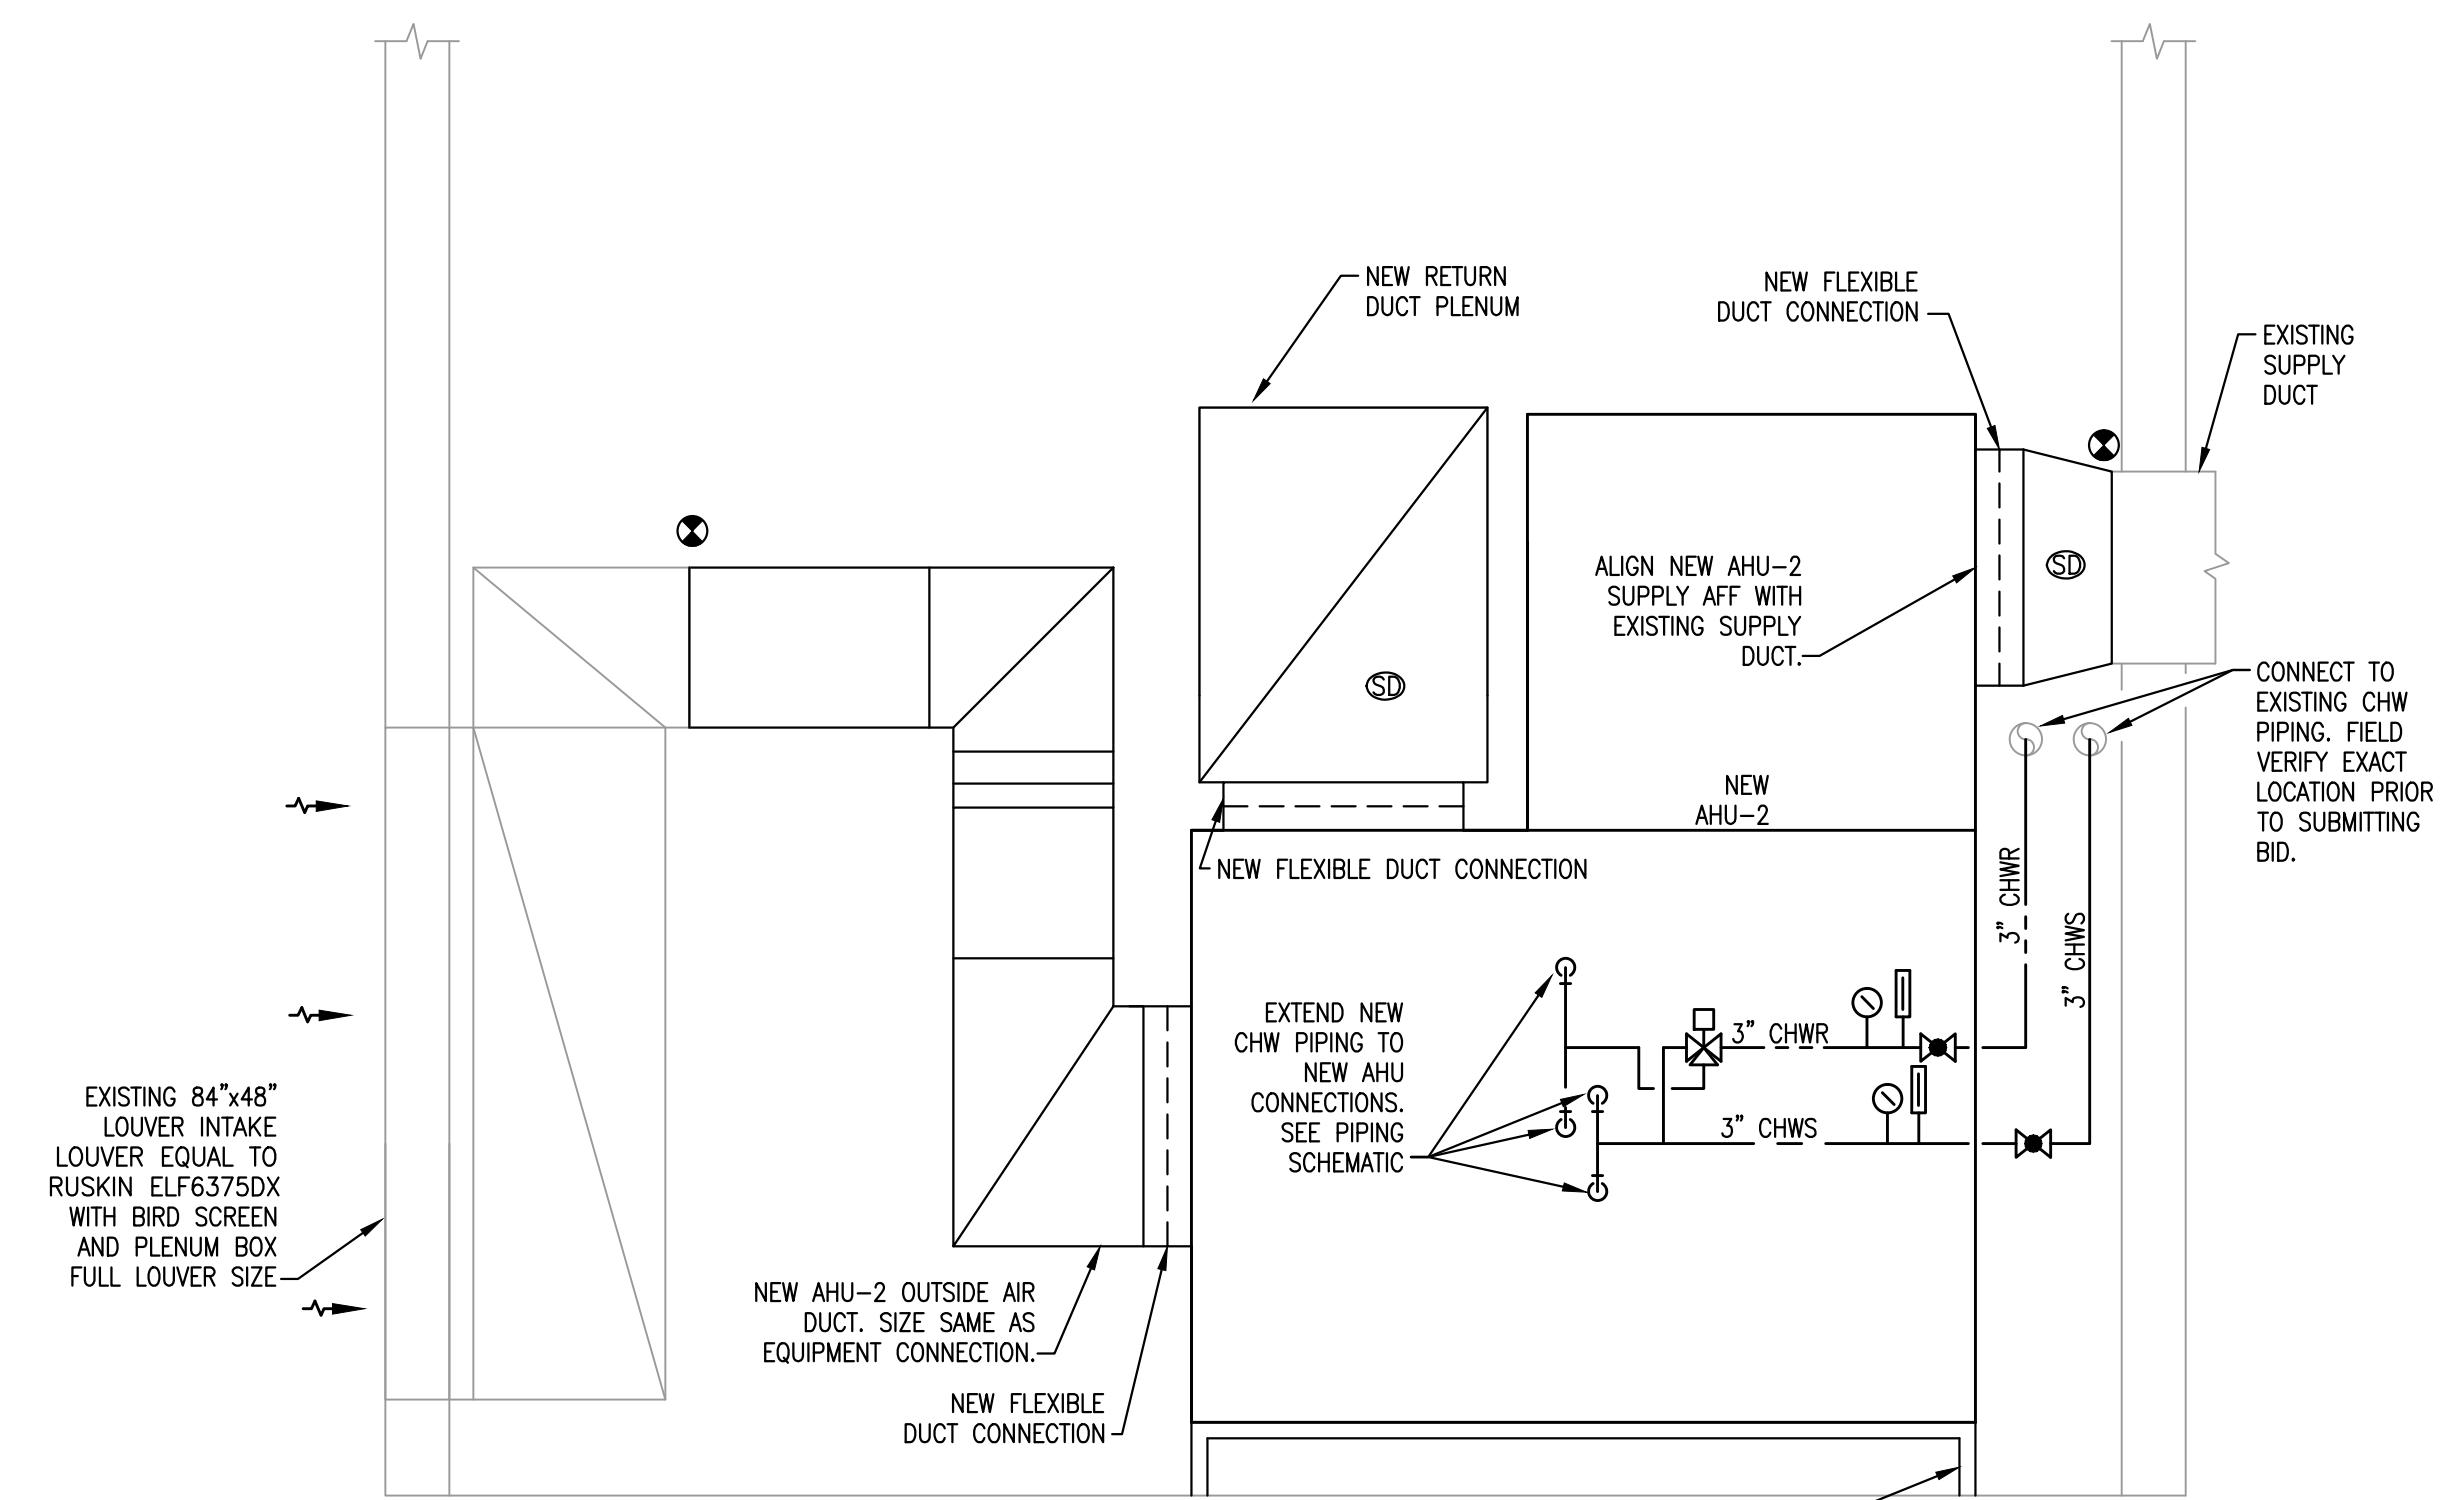 NEW RETURN
DUCT PLENUM
NEW FLEXIBLE
DUCT CONNECTION
EXISTING
SUPPLY
DUCT
ALIGN NEW AHU-2
SUPPLY AFF WITH
EXISTING SUPPLY
DUCT.
SD
SD
CONNECT TO
EXISTING CHW
PIPING. FIELD
VERIFY EXACT
LOCATION PRIOR
TO SUBMITTING
BID.
NEW
AHU-2
NEW FLEXIBLE DUCT CONNECTION
3" CHWR
3" CHWS
EXTEND NEW
CHW PIPING TO
NEW AHU
CONNECTIONS.
SEE PIPING
SCHEMATIC
3" CHWR
3" CHWS
EXISTING 84"x48"
LOUVER INTAKE
LOUVER EQUAL TO
RUSKIN ELF6375DX
WITH BIRD SCREEN
AND PLENUM BOX
FULL LOUVER SIZE
NEW AHU-2 OUTSIDE AIR
DUCT. SIZE SAME AS
EQUIPMENT CONNECTION.
NEW FLEXIBLE
DUCT CONNECTION